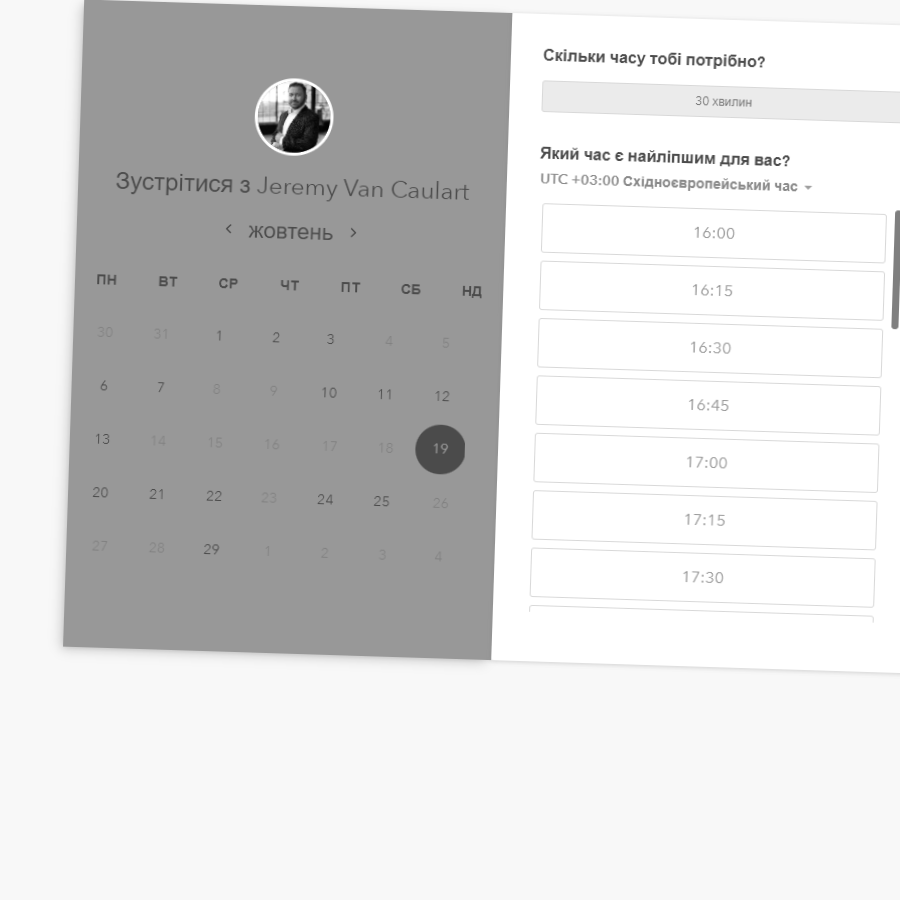 Зустрітися з Jeremy Van Caulart
жовтень
ПН ВТ СР ЧТ ПТ СБ НД
30 31 1 2 3 4 5
6 7 8 9 10 11 12
13 14 15 16 17 18 19
20 21 22 23 24 25 26
27 28 29 1 2 3 4
Скільки часу тобі потрібно?
30 хвилин
Який час є найліпшим для вас?
UTC +03:00 Східноєвропейський час
16:00
16:15
16:30
16:45
17:00
17:15
17:30